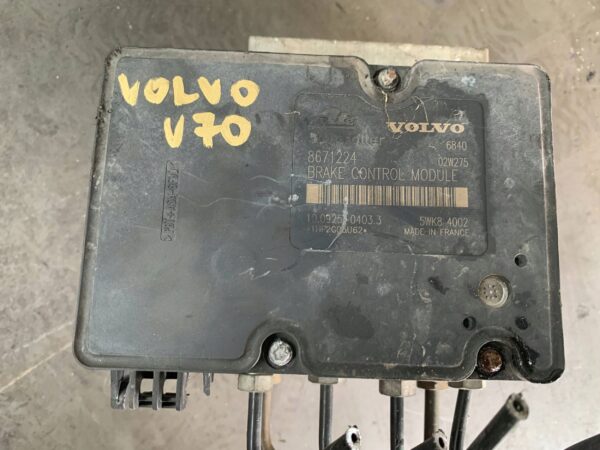 VOLVO
V70
VOLVO
6840
8671224 02W275
BRAKE CONTROL MODULE
5WK8 4002
MADE IN FRANCE